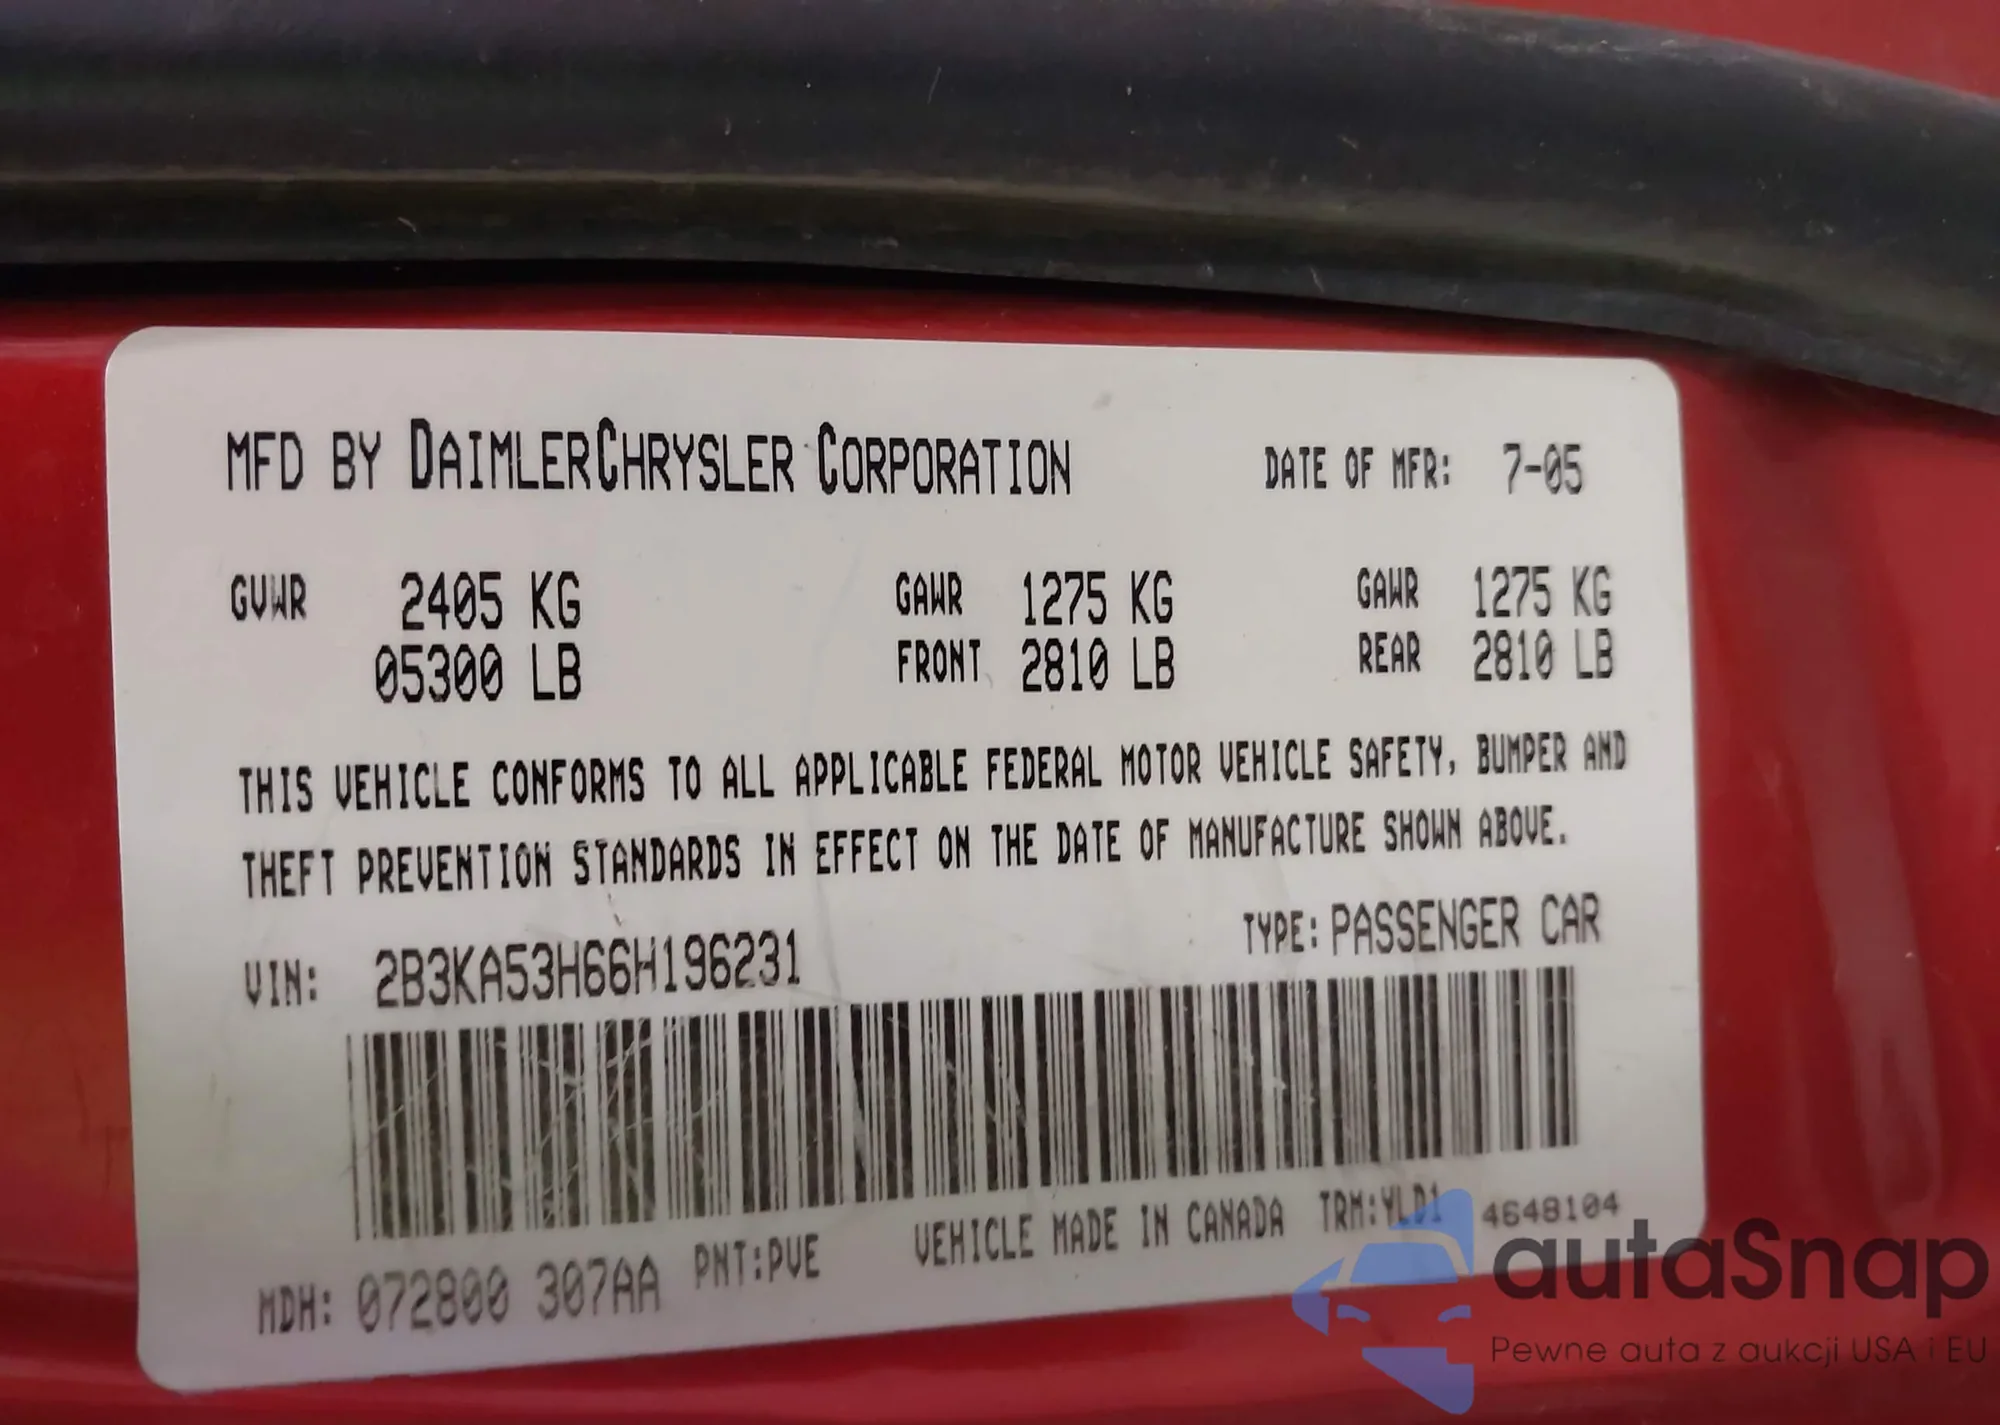 MFD BY DAIMLERCHRYSLER CORPORATION DATE OF MFR: 7-05
GVWR 2405 KG GAWR 1275 KG GAWR 1275 KG
05300 LB FRONT 2810 LB REAR 2810 LB
THIS VEHICLE CONFORMS TO ALL APPLICABLE FEDERAL MOTOR VEHICLE SAFETY, BUMPER AND
THEFT PREVENTION STANDARDS IN EFFECT ON THE DATE OF MANUFACTURE SHOWN ABOVE.
VIN: 2B3KA53H66H196231 TYPE: PASSENGER CAR
MDH: 072800 307AA PNT:PVE VEHICLE MADE IN CANADA TRM:YLD1 4648104
autaSnap
Pewne auta z aukcji USA i EU